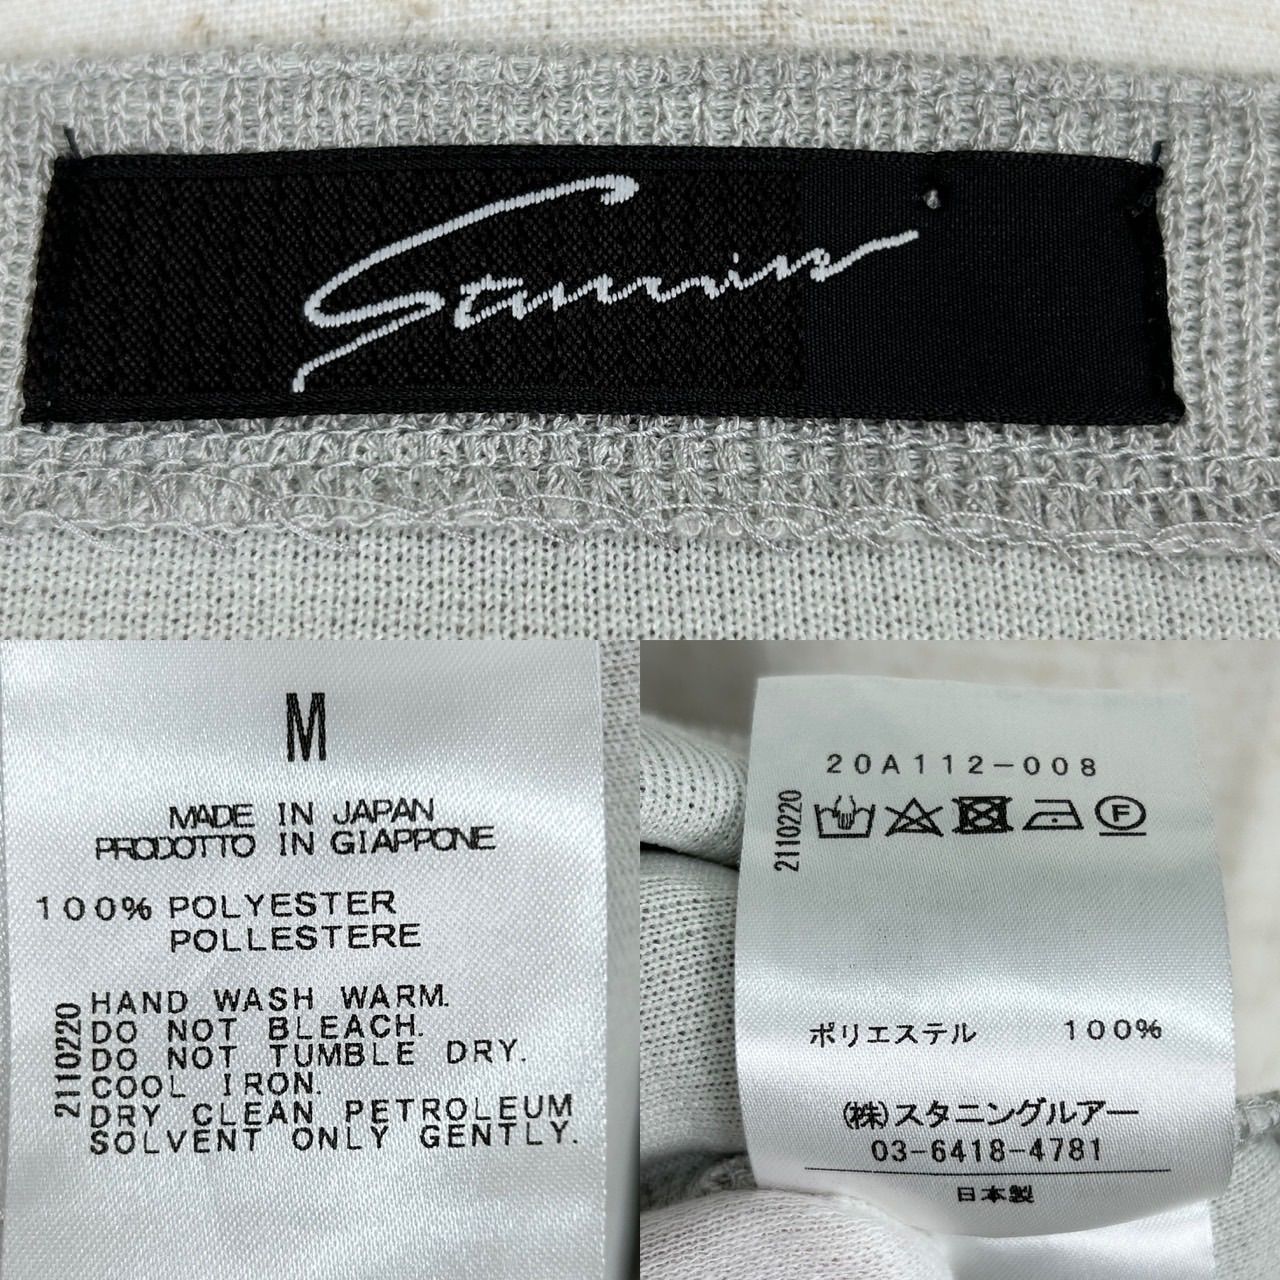 M
MADE IN JAPAN
PRODOTTO IN GIAPPONE
100% POLYESTER
POLLESTERE
HAND WASH WARM.
DO NOT BLEACH.
DO NOT TUMBLE DRY.
COOL IRON.
DRY CLEAN PETROLEUM
SOLVENT ONLY GENTLY.
2110220
20A112-008
2110220
F
ポリエステル 100%
(株)スタニングルアー
03-6418-4781
日本製